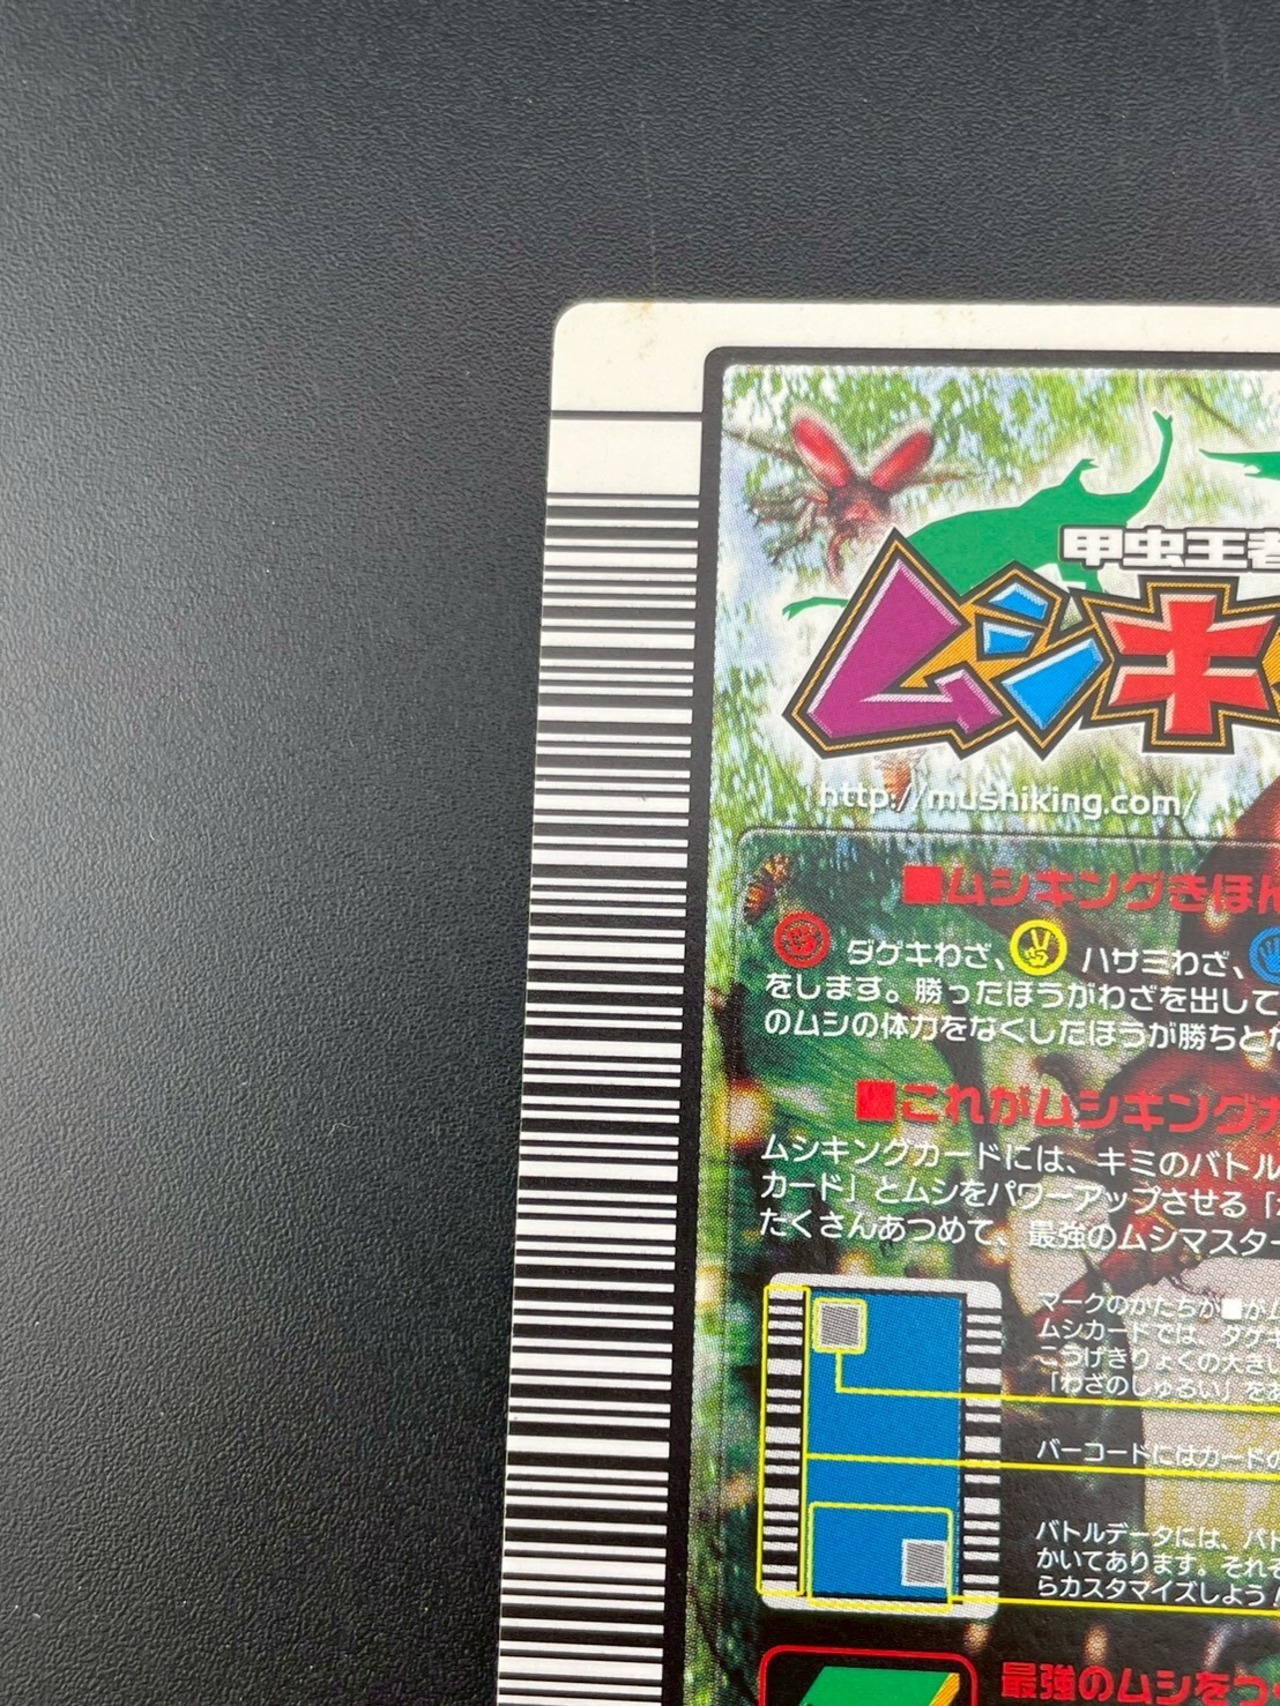 甲虫王者
ムシキ
http://mushiking.com/
■ムシキングきほん
ダゲキわざ、 ハサミわざ、
をします。勝ったほうがわざを出して
のムシの体力をなくしたほうが勝ちとな
■これがムシキングカ
ムシキングカードには、キミのバトル
カード」とムシをパワーアップさせる「
たくさんあつめて、最強のムシマスター
マークのかたちが■がム
ムシカードでは、ダゲキ
こうげきりょくの大きい
「わざのしゅるい」をあ
バーコードにはカードの
バトルデータには、バト
かいてあります。それぞ
らカスタマイズしよう!
最強のムシをつ